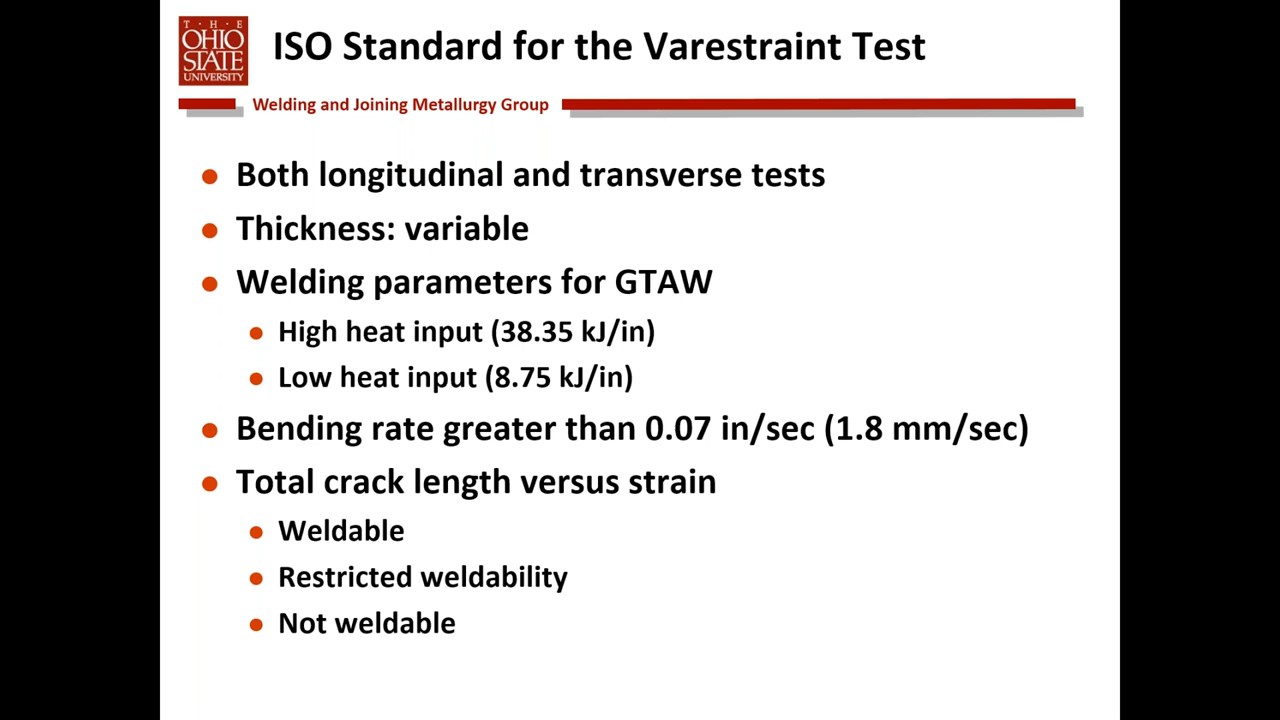 T · H · E
OHIO
STATE
UNIVERSITY
ISO Standard for the Varestraint Test
Welding and Joining Metallurgy Group
Both longitudinal and transverse tests
Thickness: variable
Welding parameters for GTAW
High heat input (38.35 kJ/in)
Low heat input (8.75 kJ/in)
Bending rate greater than 0.07 in/sec (1.8 mm/sec)
Total crack length versus strain
Weldable
Restricted weldability
Not weldable